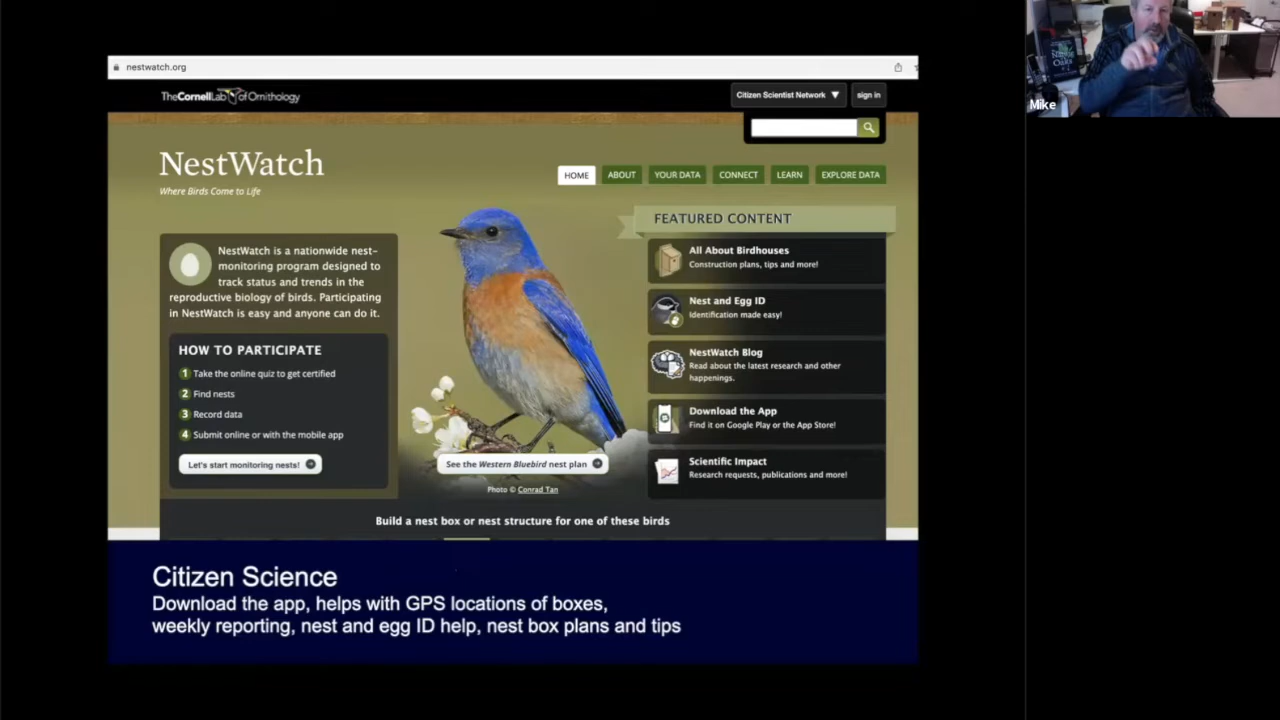 nestwatch.org
TheCornellLab of Ornithology
Citizen Scientist Network ▼
sign in
NestWatch
Where Birds Come to Life
HOME
ABOUT
YOUR DATA
CONNECT
LEARN
EXPLORE DATA
NestWatch is a nationwide nest-
monitoring program designed to
track status and trends in the
reproductive biology of birds. Participating
in NestWatch is easy and anyone can do it.
HOW TO PARTICIPATE
1 Take the online quiz to get certified
2 Find nests
3 Record data
4 Submit online or with the mobile app
Let's start monitoring nests!
See the Western Bluebird nest plan
Photo © Conrad Tan
FEATURED CONTENT
All About Birdhouses
Construction plans, tips and more!
Nest and Egg ID
Identification made easy!
NestWatch Blog
Read about the latest research and other
happenings.
Download the App
Find it on Google Play or the App Store!
Scientific Impact
Research requests, publications and more!
Build a nest box or nest structure for one of these birds
Citizen Science
Download the app, helps with GPS locations of boxes,
weekly reporting, nest and egg ID help, nest box plans and tips
Mike
Native
Oaks